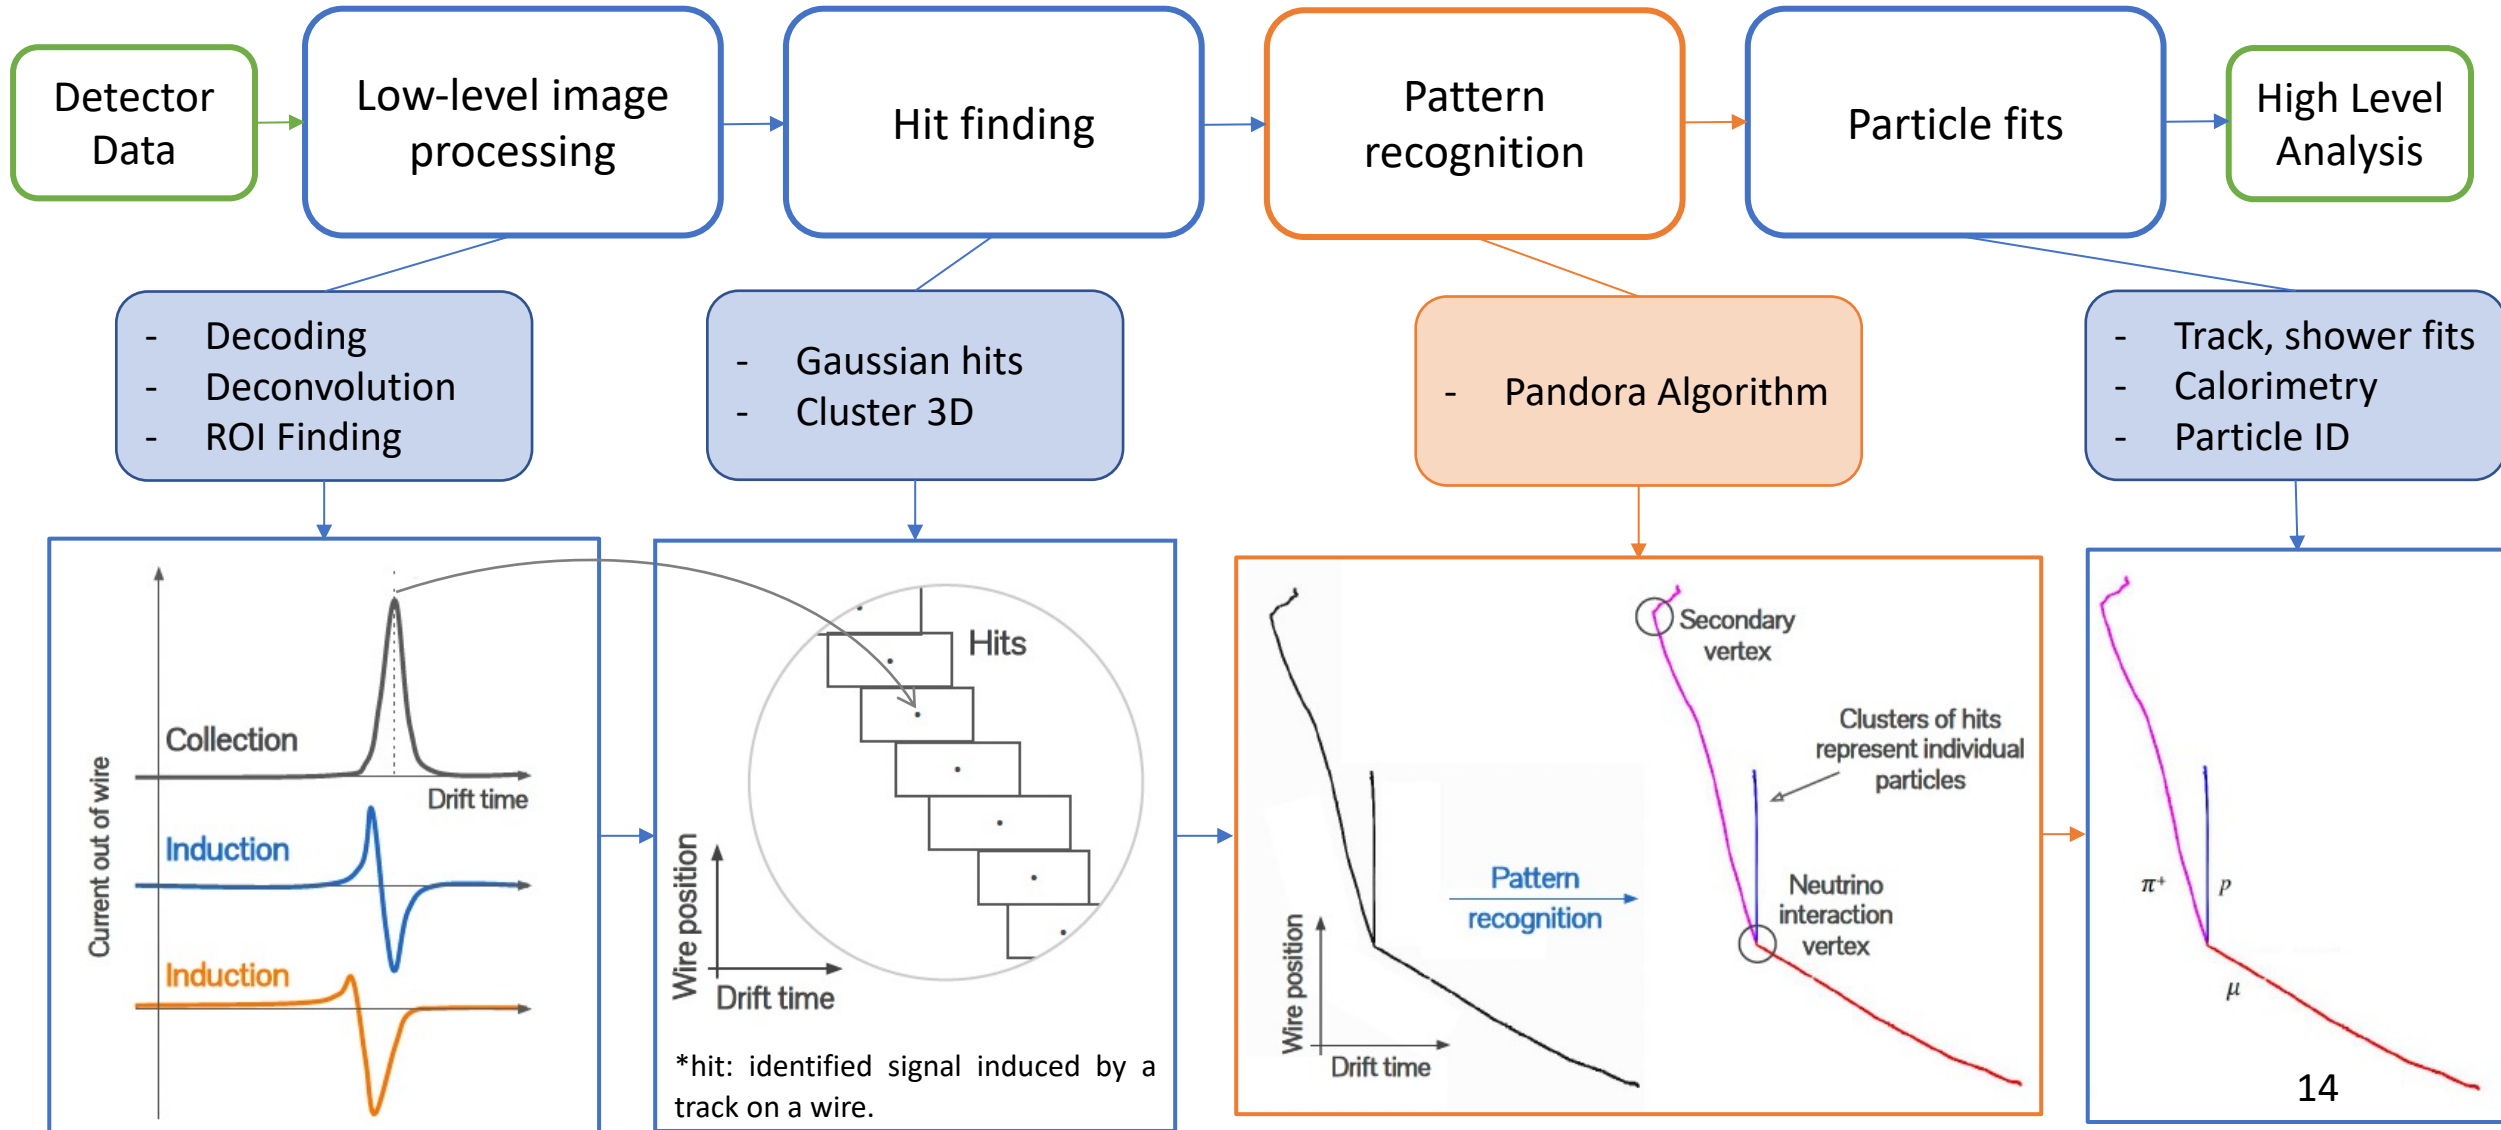 Detector
Data
Low-level image
processing
Hit finding
Pattern
recognition
Particle fits
High Level
Analysis
- Decoding
- Deconvolution
- ROI Finding
- Gaussian hits
- Cluster 3D
- Pandora Algorithm
- Track, shower fits
- Calorimetry
- Particle ID
Current out of wire
Collection
Drift time
Induction
Induction
Hits
Wire position
Drift time
*hit: identified signal induced by a
track on a wire.
Wire position
Drift time
Pattern
recognition
Secondary
vertex
Clusters of hits
represent individual
particles
Neutrino
interaction
vertex
π⁺
p
μ
14